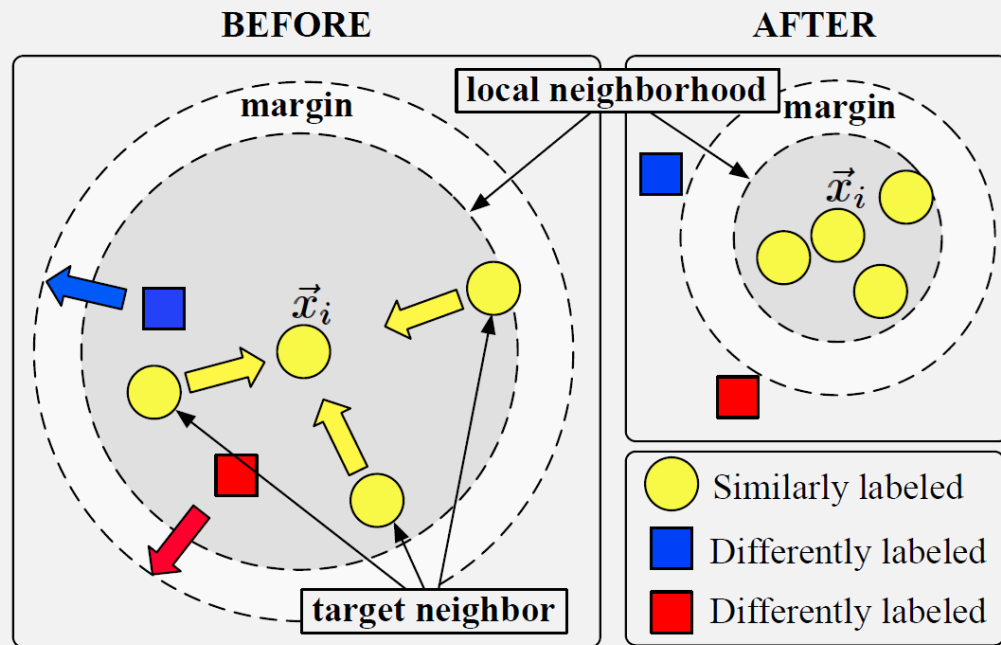 BEFORE
AFTER
local neighborhood
margin
margin
x⃗ᵢ
x⃗ᵢ
target neighbor
Similarly labeled
Differently labeled
Differently labeled